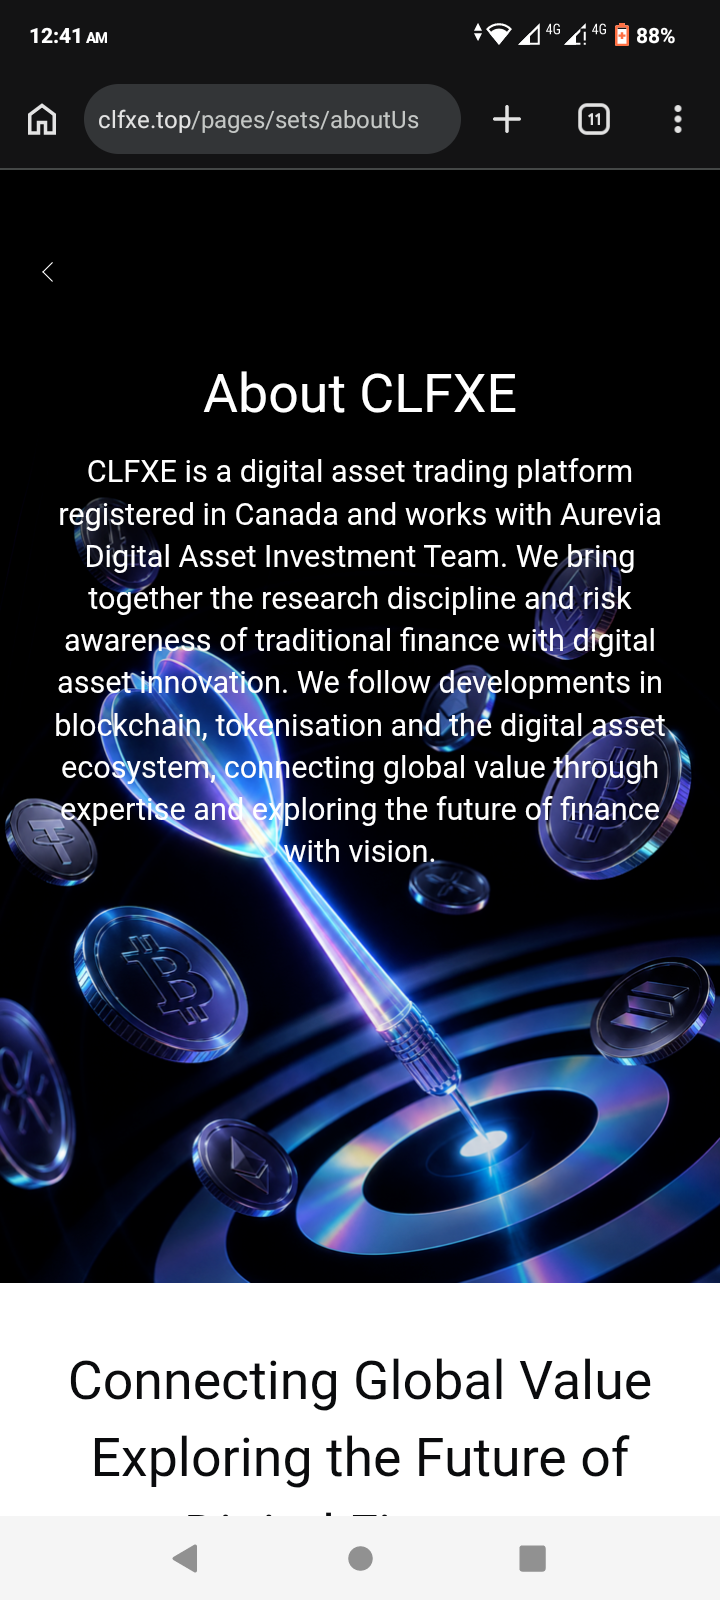 12:41 AM
4G 4G 88%
clfxe.top/pages/sets/aboutUs
11
About CLFXE
CLFXE is a digital asset trading platform
registered in Canada and works with Aurevia
Digital Asset Investment Team. We bring
together the research discipline and risk
awareness of traditional finance with digital
asset innovation. We follow developments in
blockchain, tokenisation and the digital asset
ecosystem, connecting global value through
expertise and exploring the future of finance
with vision.
Connecting Global Value
Exploring the Future of